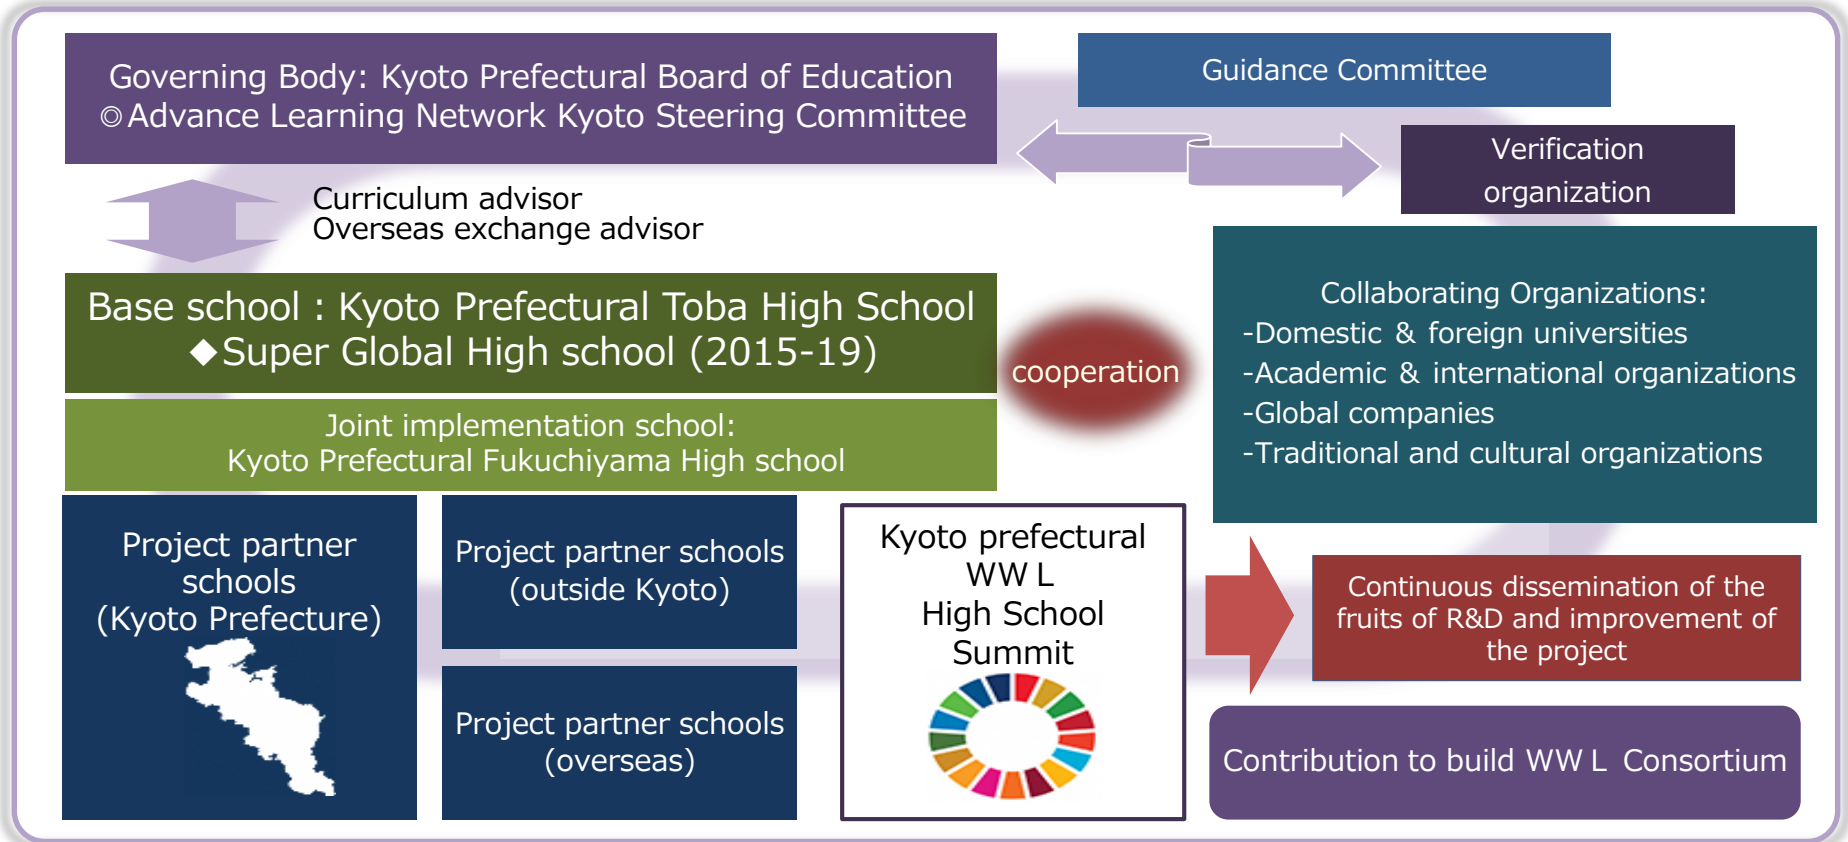 Governing Body: Kyoto Prefectural Board of Education
◎Advance Learning Network Kyoto Steering Committee
Guidance Committee
Verification
organization
Curriculum advisor
Overseas exchange advisor
Base school : Kyoto Prefectural Toba High School
◆Super Global High school (2015-19)
cooperation
Collaborating Organizations:
-Domestic & foreign universities
-Academic & international organizations
-Global companies
-Traditional and cultural organizations
Joint implementation school:
Kyoto Prefectural Fukuchiyama High school
Project partner
schools
(Kyoto Prefecture)
Project partner schools
(outside Kyoto)
Project partner schools
(overseas)
Kyoto prefectural
WWL
High School
Summit
Continuous dissemination of the
fruits of R&D and improvement of
the project
Contribution to build WWL Consortium